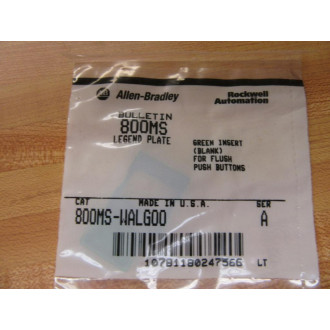 AB Allen-Bradley
Rockwell
Automation
BULLETIN
800MS
LEGEND PLATE
GREEN INSERT
(BLANK)
FOR FLUSH
PUSH BUTTONS
CAT MADE IN U.S.A. SER
800MS-WALG00 A
10781180247566 LT